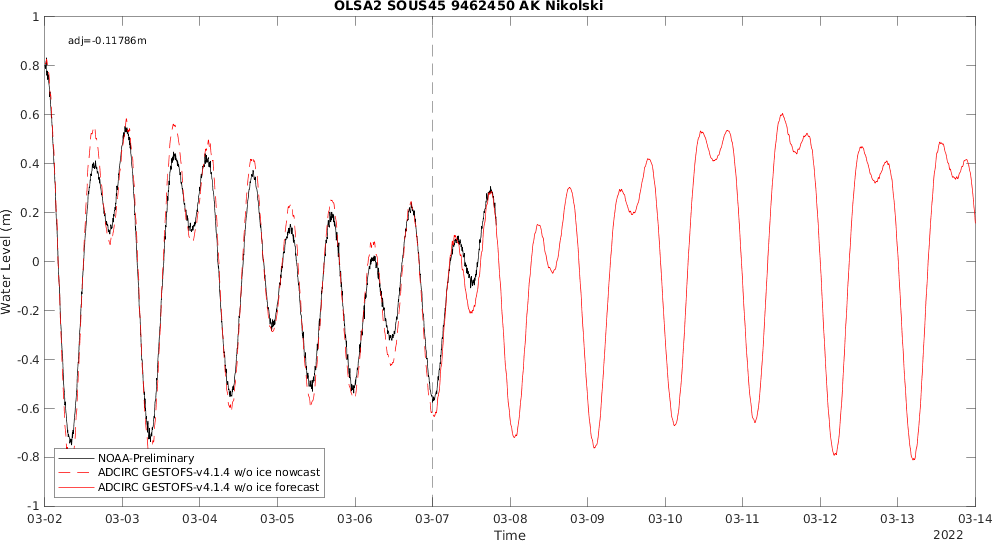 OLSA2 SOUS45 9462450 AK Nikolski
adj=-0.11786m
1
0.8
0.6
0.4
0.2
0
-0.2
-0.4
-0.6
-0.8
-1
Water Level (m)
NOAA-Preliminary
ADCIRC GESTOFS-v4.1.4 w/o ice nowcast
ADCIRC GESTOFS-v4.1.4 w/o ice forecast
03-02 03-03 03-04 03-05 03-06 03-07 03-08 03-09 03-10 03-11 03-12 03-13 03-14
Time
2022